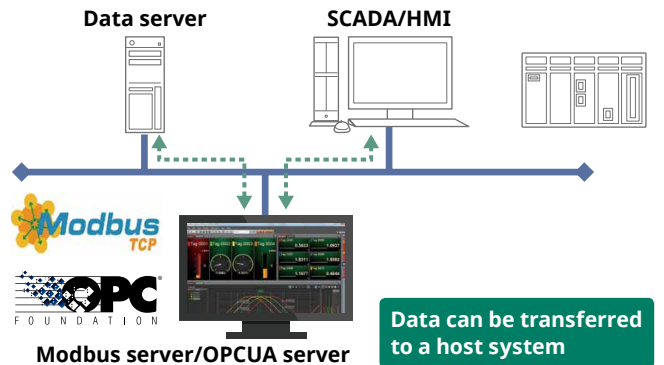 Data server
SCADA/HMI
Modbus
TCP
OPC
FOUNDATION
Modbus server/OPCUA server
Data can be transferred
to a host system